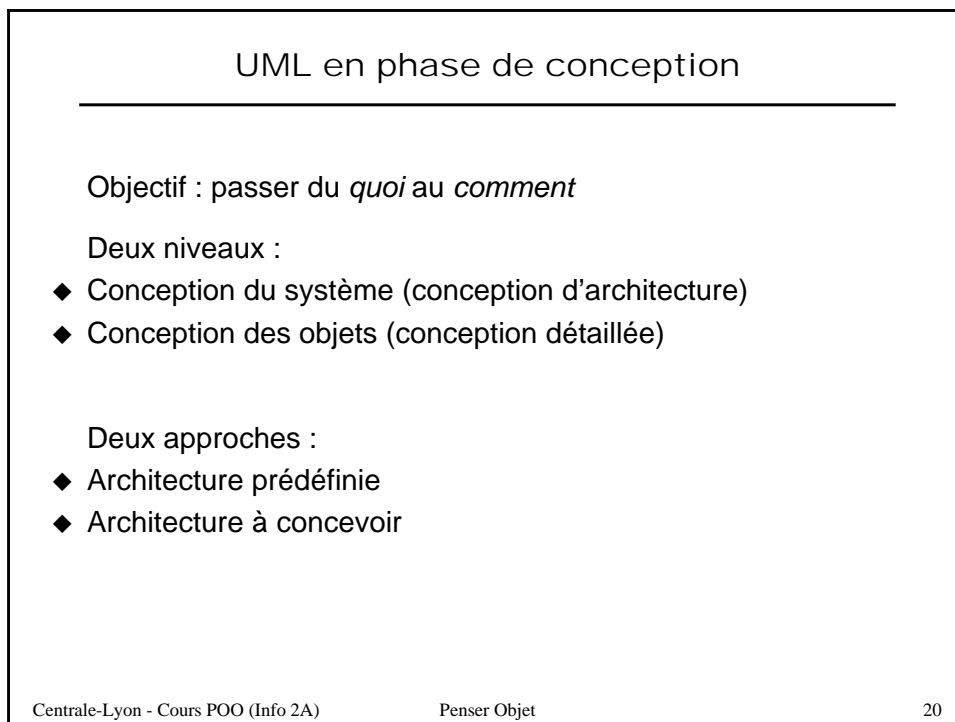 UML en phase de conception
Objectif : passer du quoi au comment
Deux niveaux :
◆ Conception du système (conception d’architecture)
◆ Conception des objets (conception détaillée)
Deux approches :
◆ Architecture prédéfinie
◆ Architecture à concevoir
Centrale-Lyon - Cours POO (Info 2A) Penser Objet 20